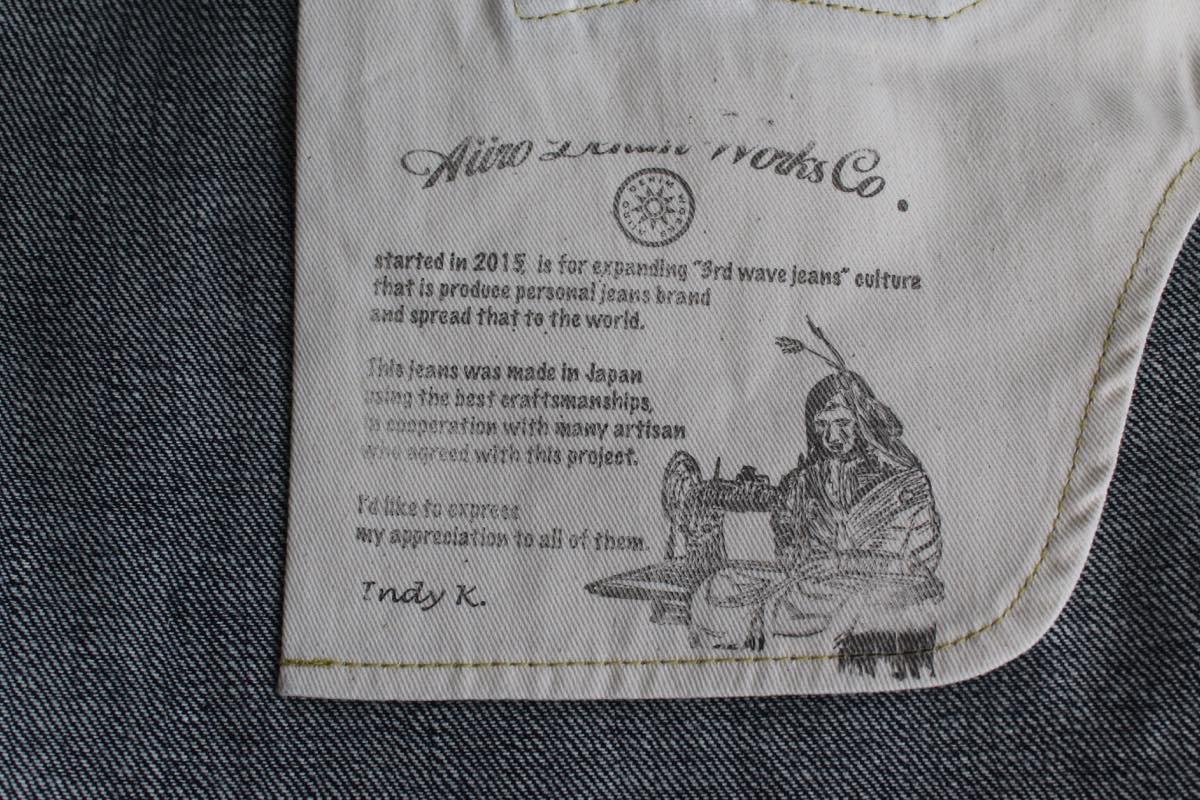 Aiiro Denim Works Co.
started in 2015, is for expanding "3rd wave jeans" culture
that is produce personal jeans brand
and spread that to the world.
This jeans was made in Japan
using the best craftsmanships,
in cooperation with many artisan
who agreed with this project.
I'd like to express
my appreciation to all of them.
Indy K.